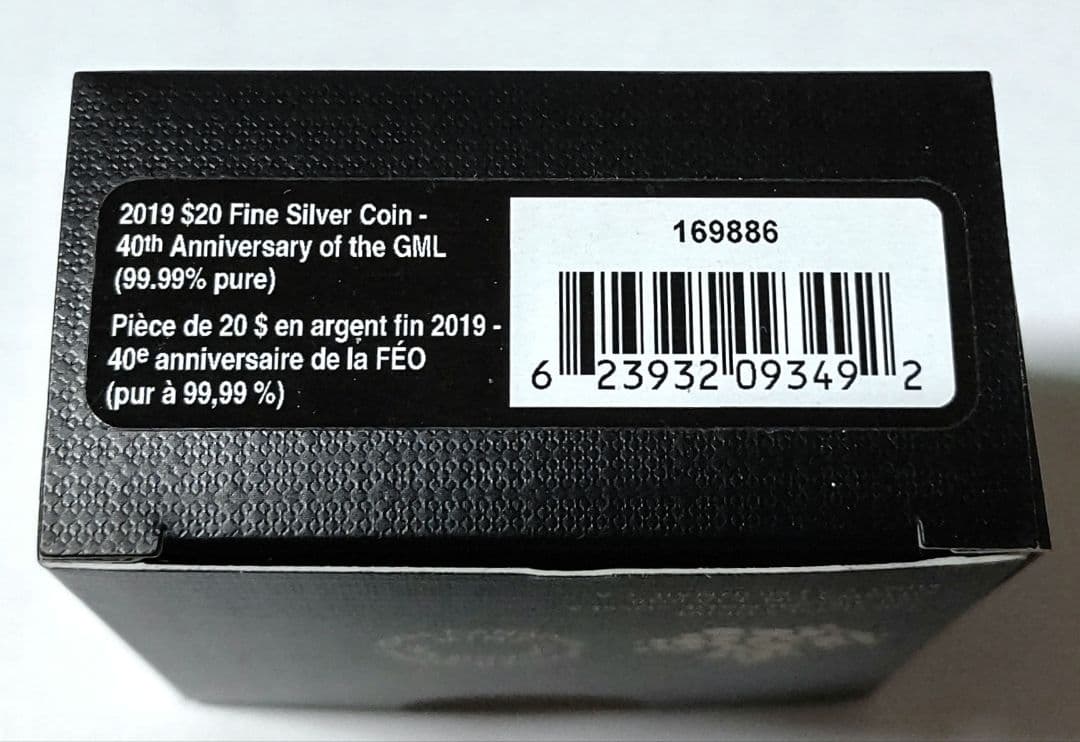 2019 $20 Fine Silver Coin -
40th Anniversary of the GML
(99.99% pure)
Pièce de 20 $ en argent fin 2019 -
40e anniversaire de la FÉO
(pur à 99,99 %)
169886
6 23932 09349 2